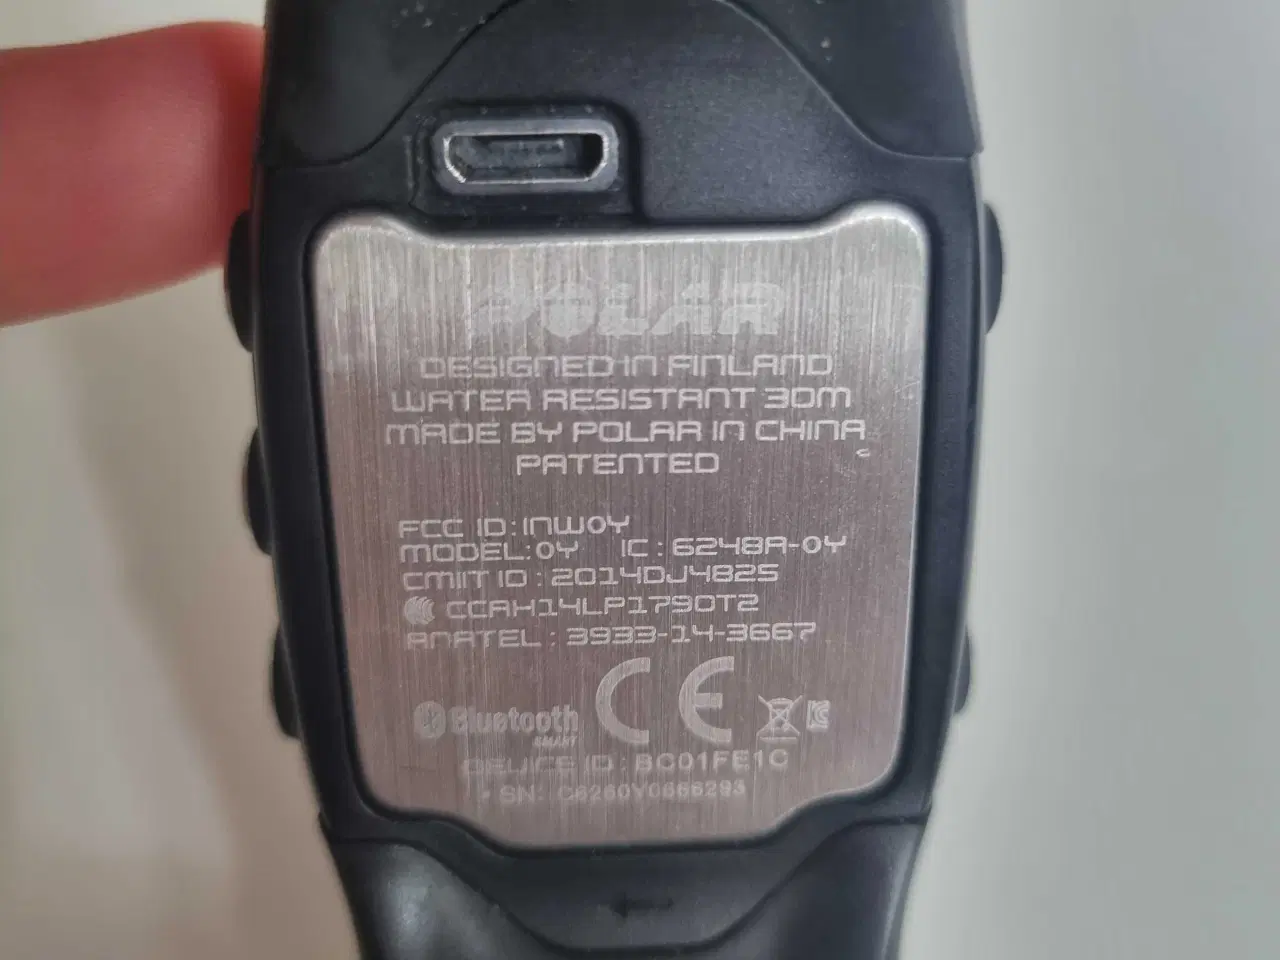 POLAR
DESIGNED IN FINLAND
WATER RESISTANT 30M
MADE BY POLAR IN CHINA
PATENTED
FCC ID: INW0Y
MODEL: 0Y IC : 6248A-0Y
CMIIT ID : 2014DJ4825
CCAH14LP1790T2
ANATEL : 3933-14-3667
Bluetooth
SMART
CE
DEVICE ID : BC01FE1C
SN: C6260Y0666293